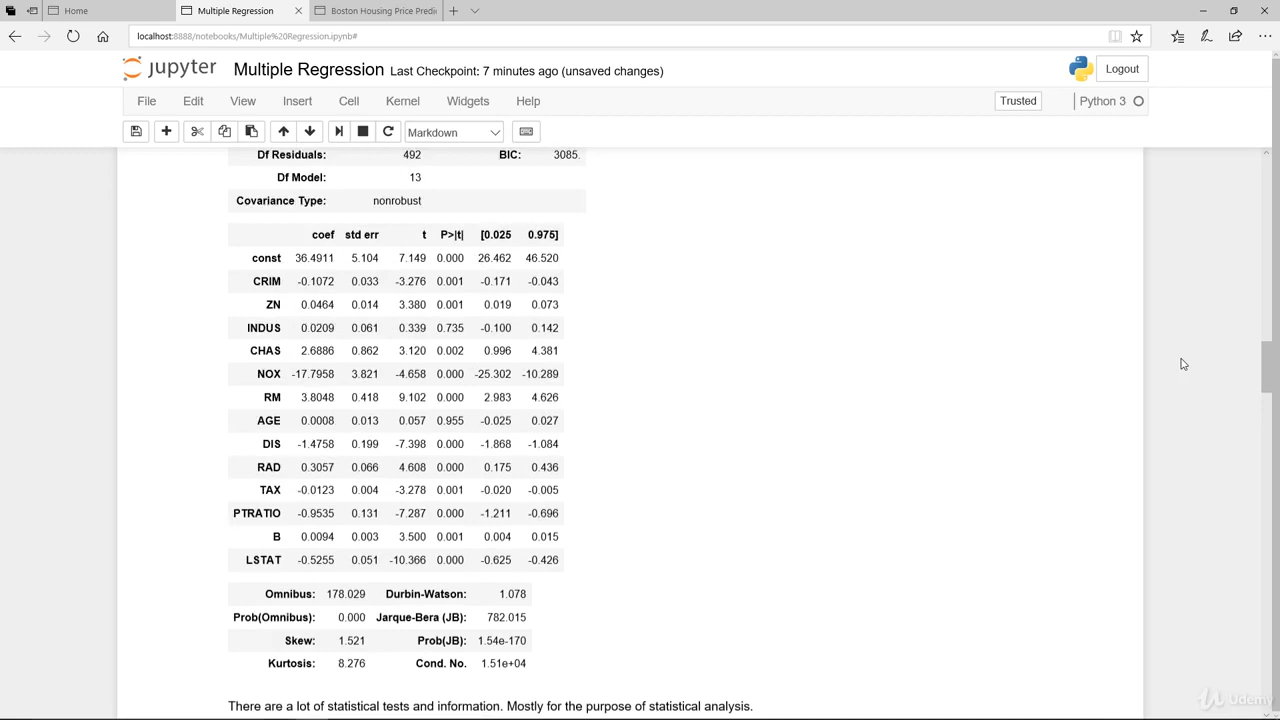 Home
Multiple Regression
Boston Housing Price Predi
localhost:8888/notebooks/Multiple%20Regression.ipynb#
jupyter Multiple Regression Last Checkpoint: 7 minutes ago (unsaved changes)
Logout
File Edit View Insert Cell Kernel Widgets Help
Trusted Python 3
Markdown
Df Residuals: 492 BIC: 3085.
Df Model: 13
Covariance Type: nonrobust
coef std err t P>|t| [0.025 0.975]
const 36.4911 5.104 7.149 0.000 26.462 46.520
CRIM -0.1072 0.033 -3.276 0.001 -0.171 -0.043
ZN 0.0464 0.014 3.380 0.001 0.019 0.073
INDUS 0.0209 0.061 0.339 0.735 -0.100 0.142
CHAS 2.6886 0.862 3.120 0.002 0.996 4.381
NOX -17.7958 3.821 -4.658 0.000 -25.302 -10.289
RM 3.8048 0.418 9.102 0.000 2.983 4.626
AGE 0.0008 0.013 0.057 0.955 -0.025 0.027
DIS -1.4758 0.199 -7.398 0.000 -1.868 -1.084
RAD 0.3057 0.066 4.608 0.000 0.175 0.436
TAX -0.0123 0.004 -3.278 0.001 -0.020 -0.005
PTRATIO -0.9535 0.131 -7.287 0.000 -1.211 -0.696
B 0.0094 0.003 3.500 0.001 0.004 0.015
LSTAT -0.5255 0.051 -10.366 0.000 -0.625 -0.426
Omnibus: 178.029 Durbin-Watson: 1.078
Prob(Omnibus): 0.000 Jarque-Bera (JB): 782.015
Skew: 1.521 Prob(JB): 1.54e-170
Kurtosis: 8.276 Cond. No. 1.51e+04
There are a lot of statistical tests and information. Mostly for the purpose of statistical analysis.
Udemy